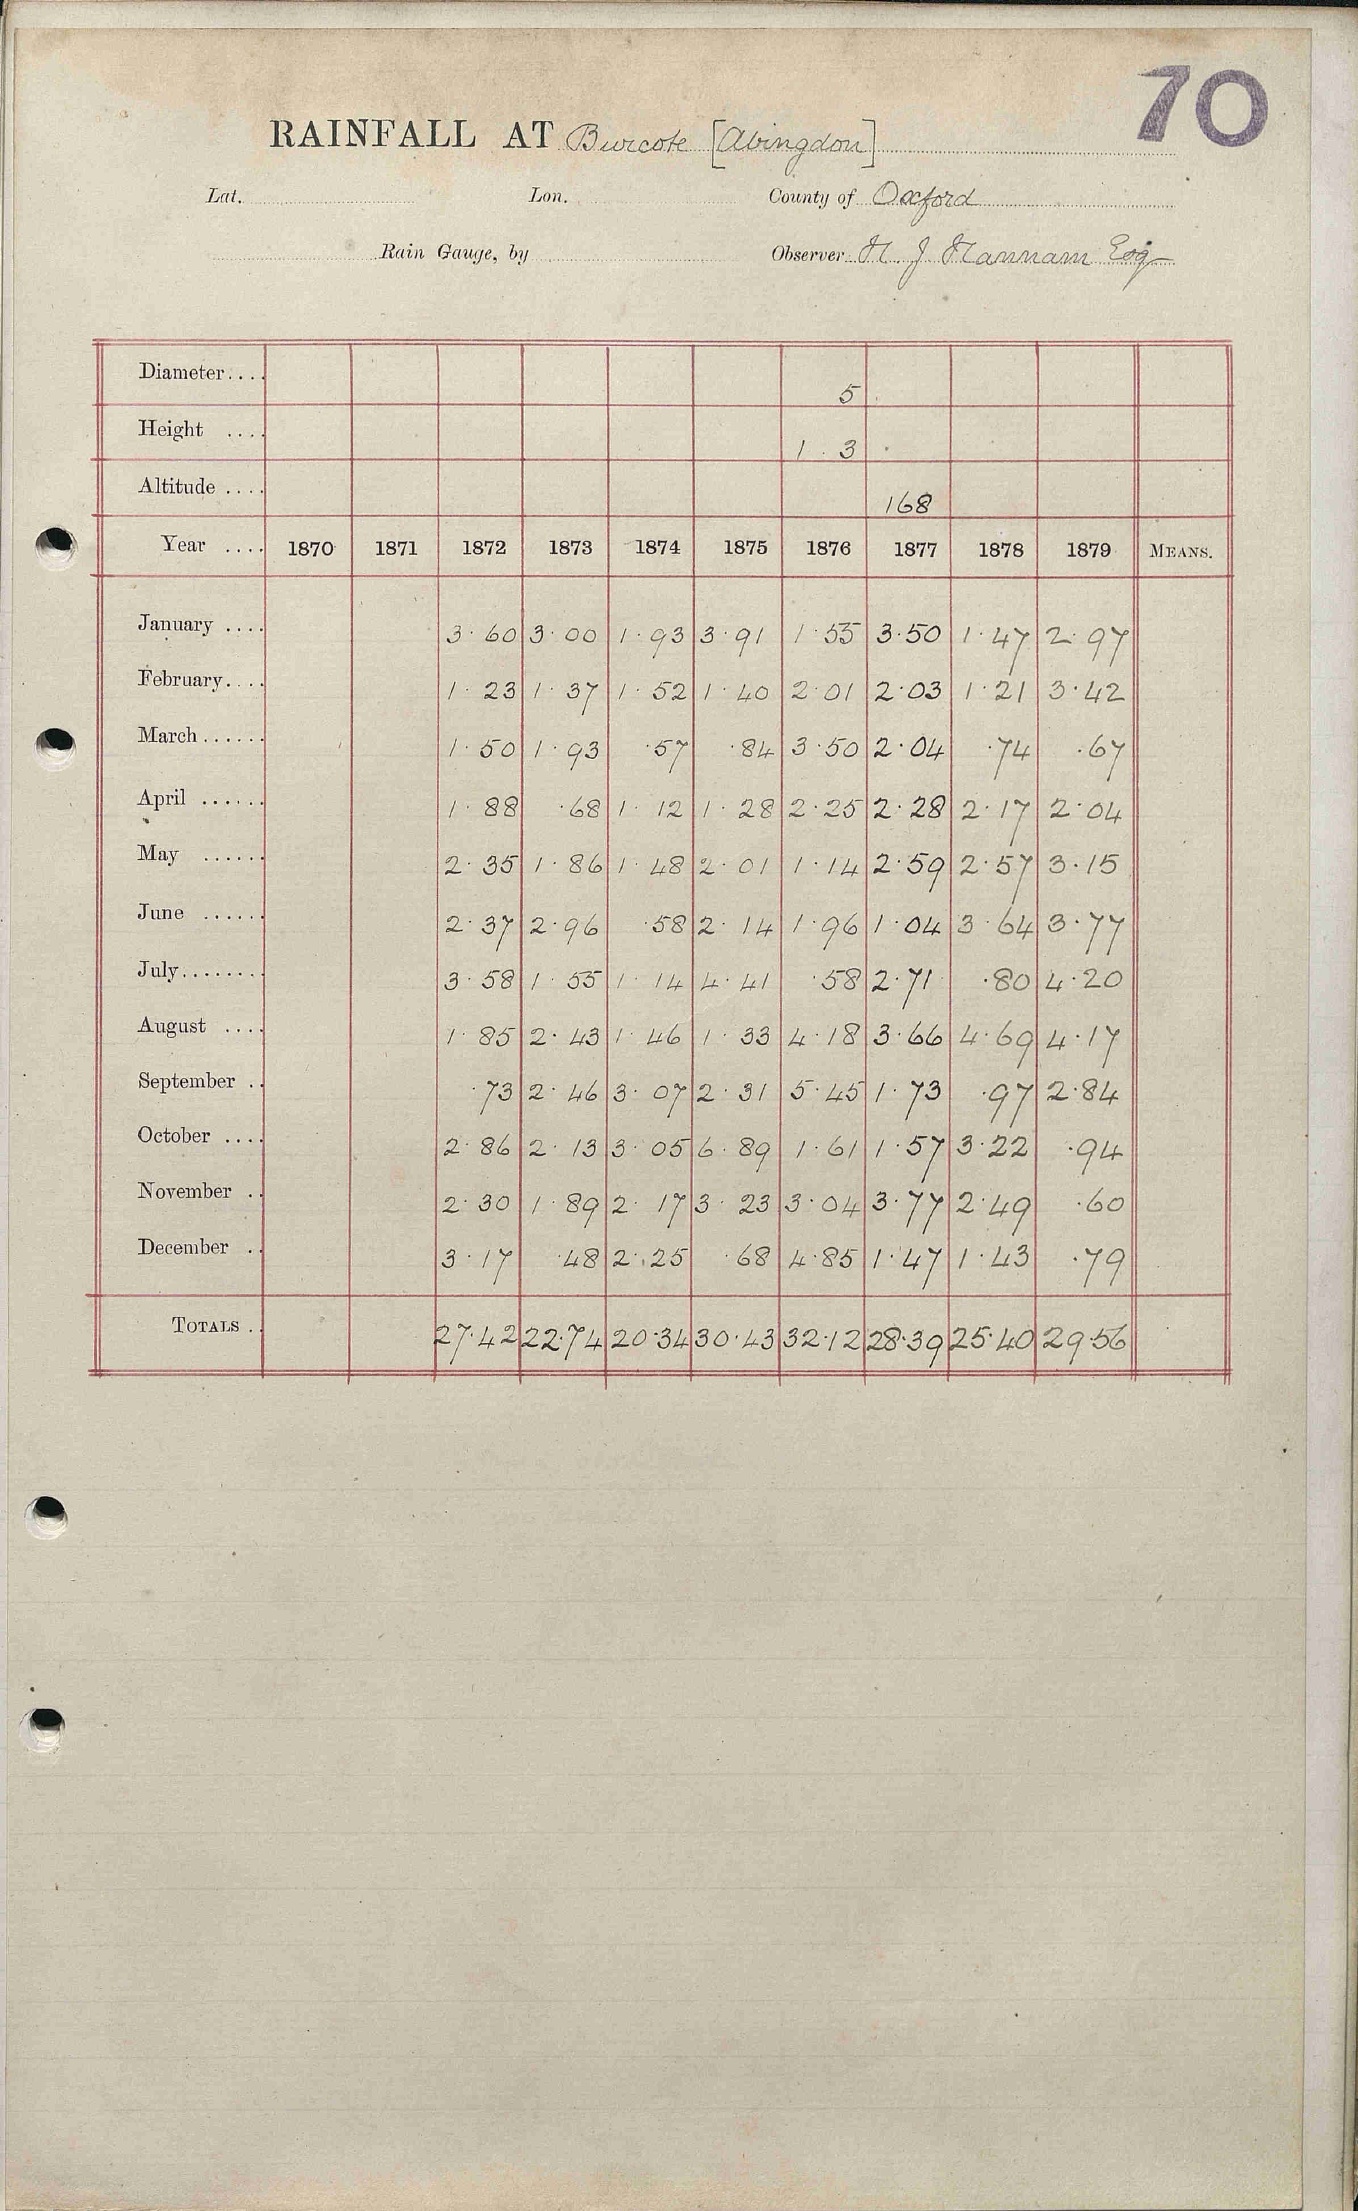 70
RAINFALL AT Burcote [Abingdon]
Lat. Lon. County of Oxford
Rain Gauge, by Observer H. J. Hannam Esq
Diameter.... 5
Height .... 1 . 3
Altitude .... 168
Year .... 1870 1871 1872 1873 1874 1875 1876 1877 1878 1879 MEANS.
January .... 3.60 3.00 1.93 3.91 1.55 3.50 1.47 2.97
February.... 1.23 1.37 1.52 1.40 2.01 2.03 1.21 3.42
March...... 1.50 1.93 .57 .84 3.50 2.04 .74 .67
April ...... 1.88 .68 1.12 1.28 2.25 2.28 2.17 2.04
May ...... 2.35 1.86 1.48 2.01 1.14 2.59 2.57 3.15
June ...... 2.37 2.96 .58 2.14 1.96 1.04 3.64 3.77
July........ 3.58 1.55 1.14 4.41 .58 2.71 .80 4.20
August .... 1.85 2.43 1.46 1.33 4.18 3.66 4.69 4.17
September .. .73 2.46 3.07 2.31 5.45 1.73 .97 2.84
October .... 2.86 2.13 3.05 6.89 1.61 1.57 3.22 .94
November .. 2.30 1.89 2.17 3.23 3.04 3.77 2.49 .60
December .. 3.17 .48 2.25 .68 4.85 1.47 1.43 .79
TOTALS .. 27.42 22.74 20.34 30.43 32.12 28.39 25.40 29.56